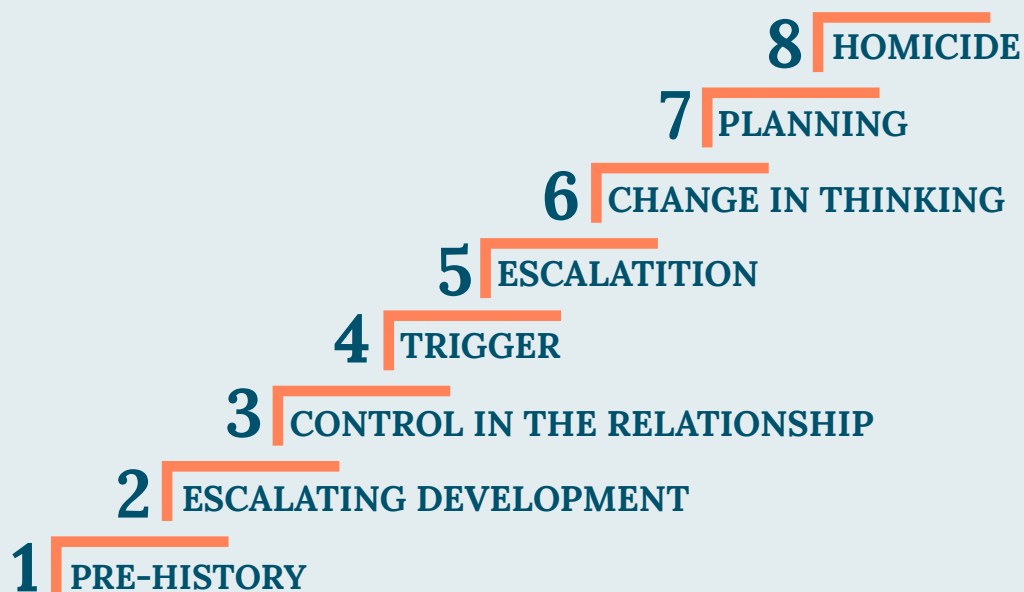 8 HOMICIDE
7 PLANNING
6 CHANGE IN THINKING
5 ESCALATITION
4 TRIGGER
3 CONTROL IN THE RELATIONSHIP
2 ESCALATING DEVELOPMENT
1 PRE-HISTORY